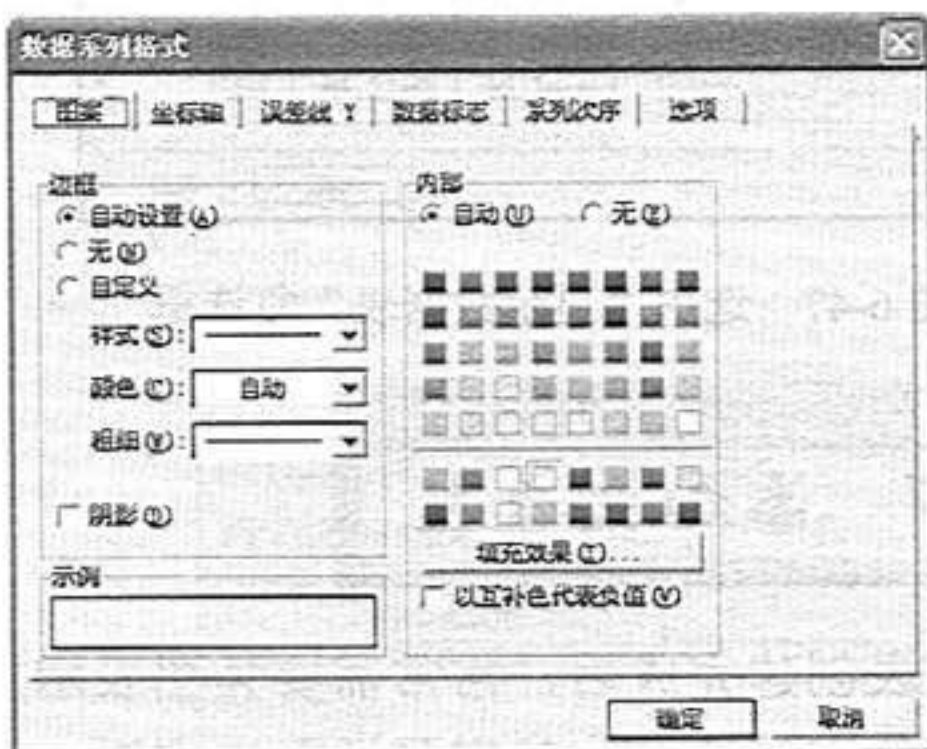 数据系列格式
图案 坐标轴 误差线 Y 数据标志 系列次序 选项
边框
自动设置(A)
无(N)
自定义
样式(S):
颜色(C): 自动
粗细(W):
阴影(D)
示例
内部
自动(U) 无(E)
填充效果(I)...
以互补色代表负值(V)
确定 取消